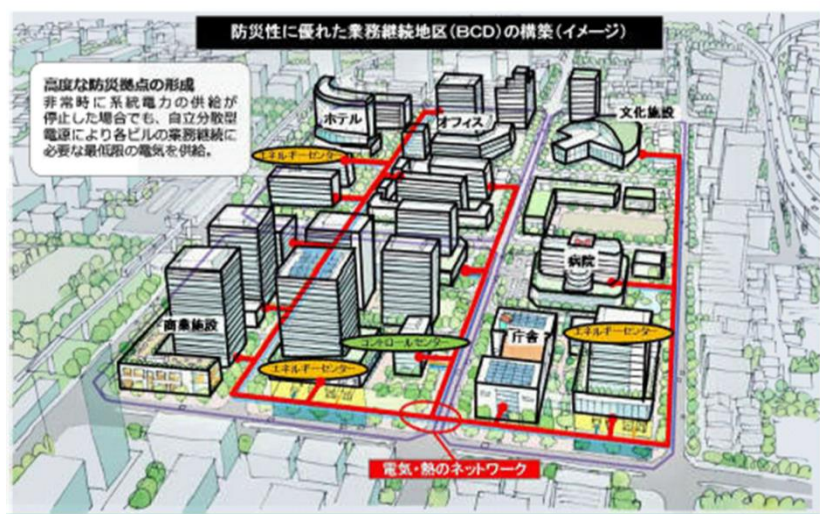 防災性に優れた業務継続地区(BCD)の構築(イメージ)
高度な防災拠点の形成
非常時に系統電力の供給が
停止した場合でも、自立分散型
電源により各ビルの業務継続に
必要な最低限の電気を供給。
ホテル
オフィス
文化施設
エネルギーセンター
病院
商業施設
コントロールセンター
庁舎
エネルギーセンター
エネルギーセンター
電気・熱のネットワーク